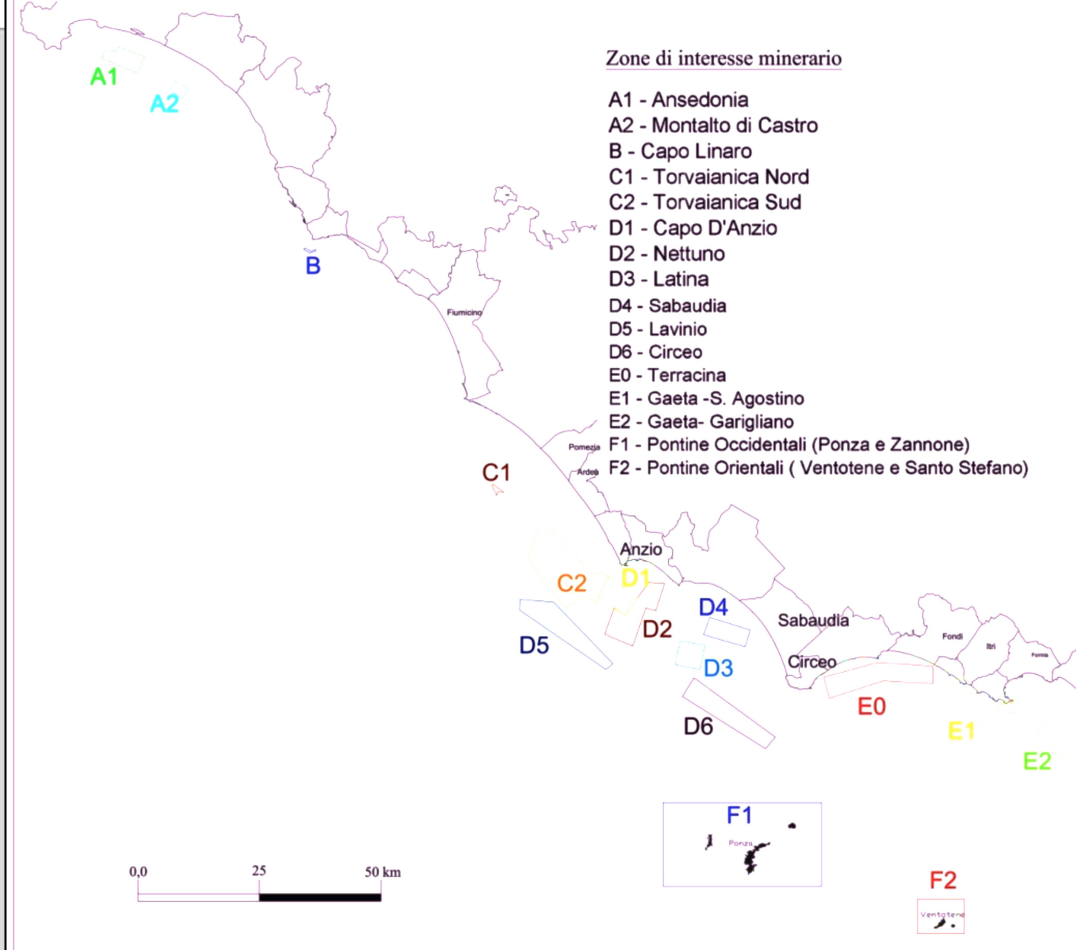 Zone di interesse minerario
A1 - Ansedonia
A2 - Montalto di Castro
B - Capo Linaro
C1 - Torvaianica Nord
C2 - Torvaianica Sud
D1 - Capo D'Anzio
D2 - Nettuno
D3 - Latina
D4 - Sabaudia
D5 - Lavinio
D6 - Circeo
E0 - Terracina
E1 - Gaeta -S. Agostino
E2 - Gaeta- Garigliano
F1 - Pontine Occidentali (Ponza e Zannone)
F2 - Pontine Orientali ( Ventotene e Santo Stefano)
A1
A2
B
Fiumicino
Pomezia
Ardea
C1
Anzio
C2
D1
D4
D2
Sabaudia
D5
D3
Circeo
Fondi
Itri
Formia
D6
E0
E1
E2
F1
Ponza
F2
Ventotene
0,0 25 50 km